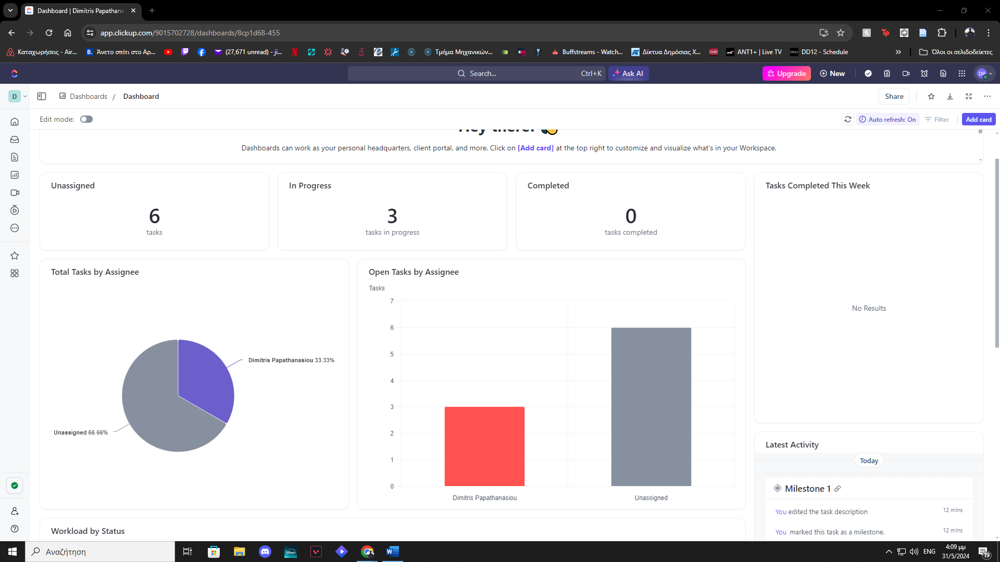 Dashboard | Dimitris Papathana
app.clickup.com/9015702728/dashboards/8cp1d68-455
Καταχωρήσεις - Air...
B. Άνετο σπίτι στο Αρ...
(27,671 unread) - ji...
Τμήμα Μηχανικών...
Buffstreams - Watch...
Δίκτυα Δημόσιας Χ...
ANT1+ | Live TV
DD12 - Schedule
Όλοι οι σελιδοδείκτες
Search...
Ctrl+K
Ask AI
Upgrade
New
DP
D
Dashboards / Dashboard
Share
Edit mode:
Auto refresh: On
Filter
Add card
Hey there!
Dashboards can work as your personal headquarters, client portal, and more. Click on [Add card] at the top right to customize and visualize what's in your Workspace.
Unassigned
6
tasks
In Progress
3
tasks in progress
Completed
0
tasks completed
Tasks Completed This Week
No Results
Total Tasks by Assignee
Dimitris Papathanasiou 33.33%
Unassigned 66.66%
Open Tasks by Assignee
Tasks
7
6
5
4
3
2
1
0
Dimitris Papathanasiou
Unassigned
Latest Activity
Today
Milestone 1
You edited the task description
12 mins
You marked this task as a milestone.
12 mins
Workload by Status
Αναζήτηση
ENG
4:09 μμ
31/5/2024
19